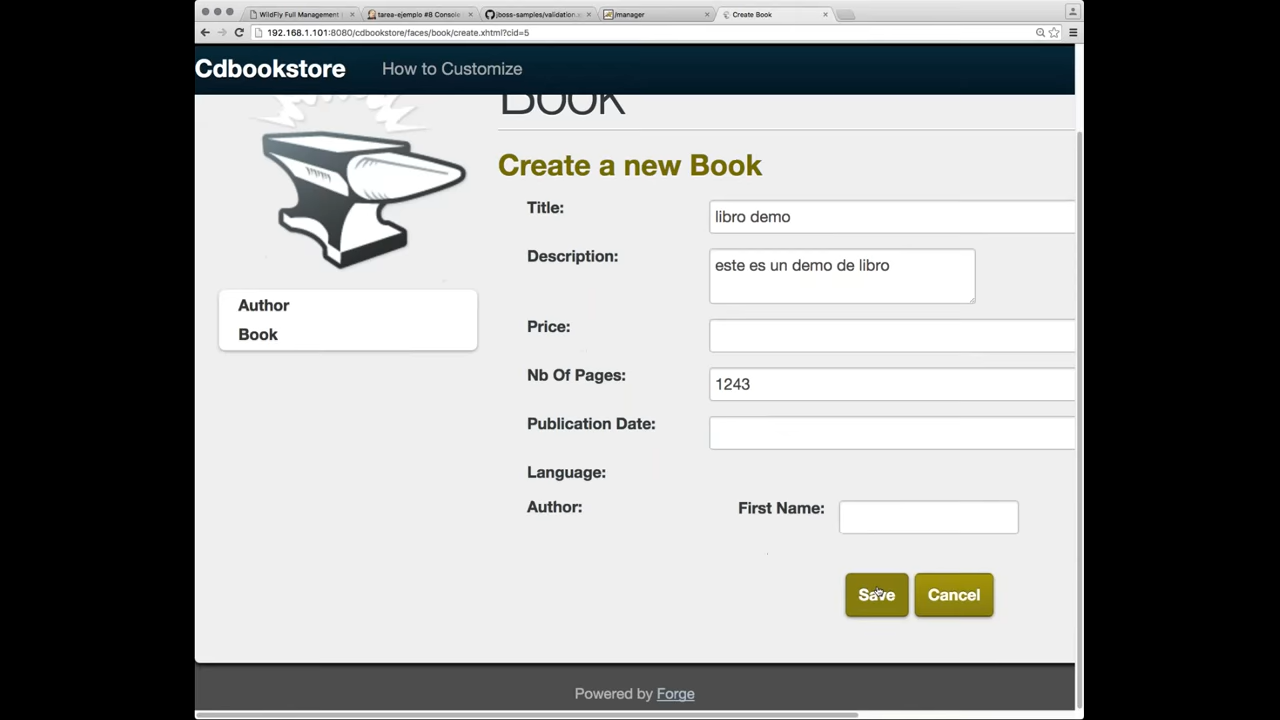 WildFly Full Management
tarea-ejemplo #8 Console
jboss-samples/validation.
/manager
Create Book
192.168.1.101:8080/cdbookstore/faces/book/create.xhtml?cid=5
Cdbookstore
How to Customize
Book
Create a new Book
Title:
libro demo
Description:
este es un demo de libro
Author
Book
Price:
Nb Of Pages:
1243
Publication Date:
Language:
Author:
First Name:
Save
Cancel
Powered by Forge